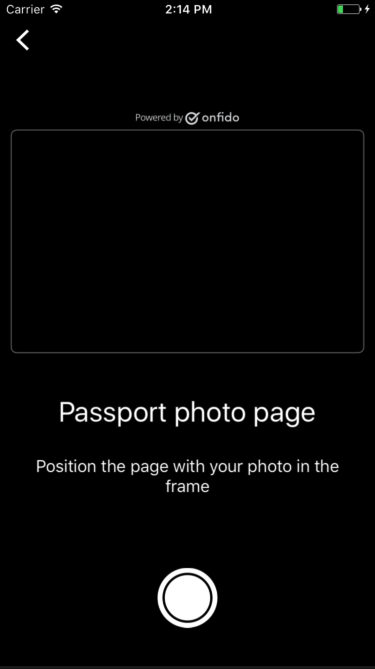 Carrier 2:14 PM
Powered by onfido
Passport photo page
Position the page with your photo in the
frame